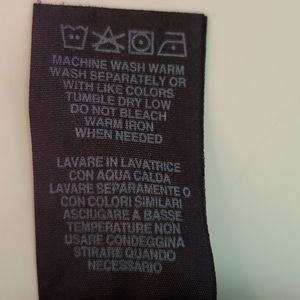 MACHINE WASH WARM
WASH SEPARATELY OR
WITH LIKE COLORS
TUMBLE DRY LOW
DO NOT BLEACH
WARM IRON
WHEN NEEDED
LAVARE IN LAVATRICE
CON AQUA CALDA
LAVARE SEPARAMENTE O
CON COLORI SIMILARI
ASCIUGARE A BASSE
TEMPERATURE NON
USARE CONDEGGINA
STIRARE QUANDO
NECESSARIO